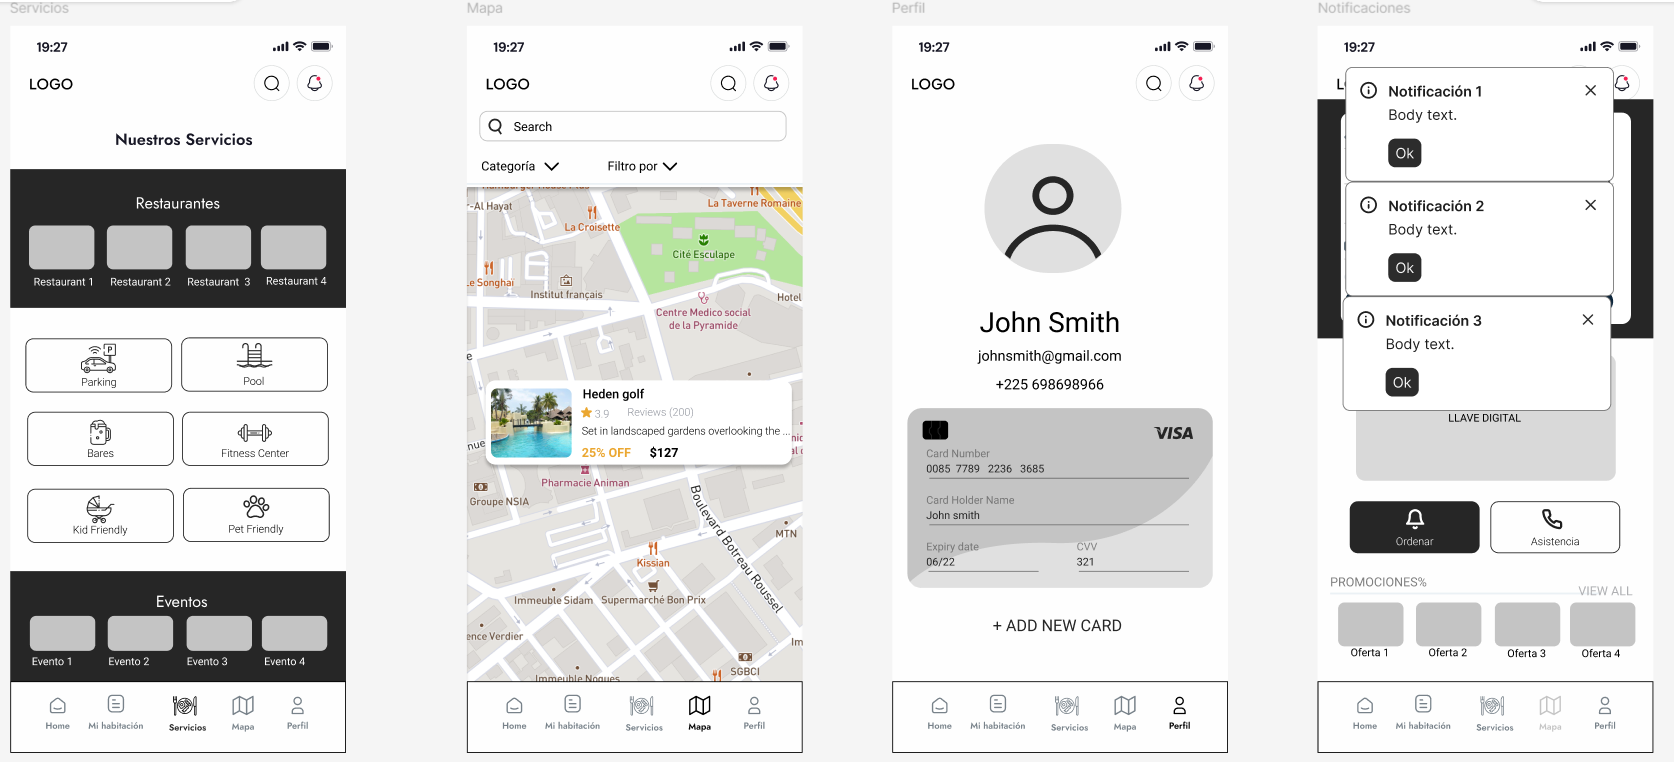 Servicios
19:27
LOGO
Nuestros Servicios
Restaurantes
Restaurant 1 Restaurant 2 Restaurant 3 Restaurant 4
Parking Pool
Bares Fitness Center
Kid Friendly Pet Friendly
Eventos
Evento 1 Evento 2 Evento 3 Evento 4
Home Mi habitación Servicios Mapa Perfil
Mapa
19:27
LOGO
Search
Categoría Filtro por
-Al Hayat
La Taverne Romaine
La Croisette
Cité Esculape
Le Songhaï
Institut français
Hotel
Centre Medico social
de la Pyramide
Heden golf
3.9 Reviews (200)
Set in landscaped gardens overlooking the ...
25% OFF $127
Pharmacie Animan
Groupe NSIA
Boulevard Botreau Roussel
MTN
Kissian
Immeuble Sidam Supermarché Bon Prix
ence Verdier
Im
SGBCI
Immeuble Nogues
Home Mi habitación Servicios Mapa Perfil
Perfil
19:27
LOGO
John Smith
johnsmith@gmail.com
+225 698698966
VISA
Card Number
0085 7789 2236 3685
Card Holder Name
John smith
Expiry date CVV
06/22 321
+ ADD NEW CARD
Home Mi habitación Servicios Mapa Perfil
Notificaciones
19:27
Notificación 1
Body text.
Ok
Notificación 2
Body text.
Ok
Notificación 3
Body text.
Ok
LLAVE DIGITAL
Ordenar Asistencia
PROMOCIONES%
VIEW ALL
Oferta 1 Oferta 2 Oferta 3 Oferta 4
Home Mi habitación Servicios Mapa Perfil